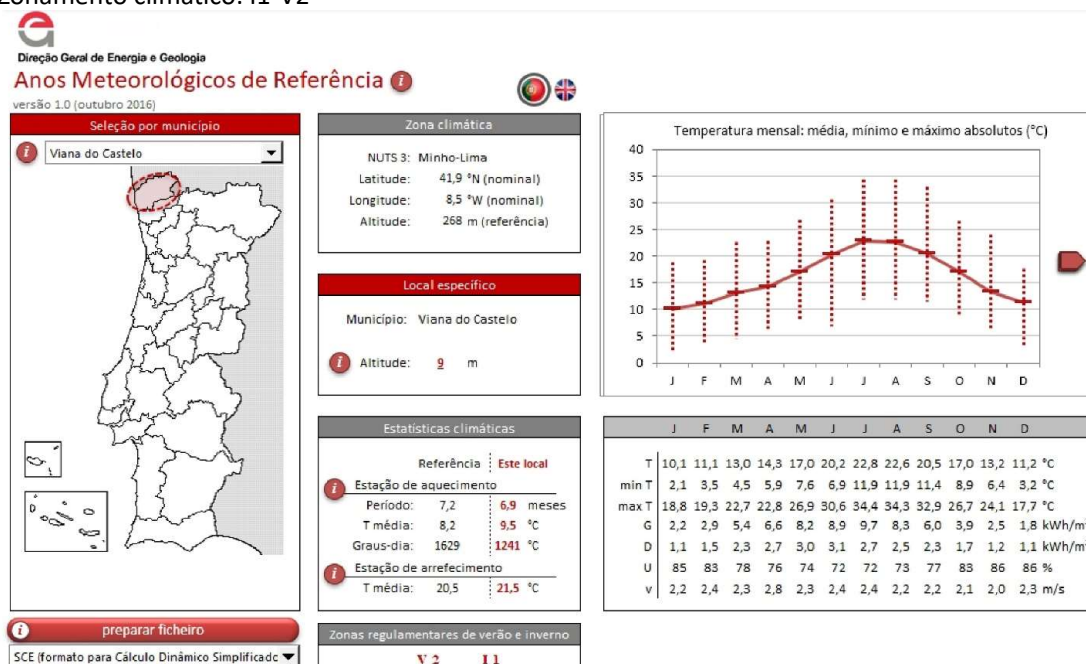 Zonamento climático: I1-V2
Direção Geral de Energia e Geologia
Anos Meteorológicos de Referência i
versão 1.0 (outubro 2016)
Seleção por município
i Viana do Castelo
Zona climática
NUTS 3: Minho-Lima
Latitude: 41,9 °N (nominal)
Longitude: 8,5 °W (nominal)
Altitude: 268 m (referência)
Local específico
Município: Viana do Castelo
i Altitude: 9 m
Estatísticas climáticas
Referência Este local
i Estação de aquecimento
Período: 7,2 6,9 meses
T média: 8,2 9,5 °C
Graus-dia: 1629 1241 °C
i Estação de arrefecimento
T média: 20,5 21,5 °C
Zonas regulamentares de verão e inverno
V 2 I 1
i preparar ficheiro
SCE (formato para Cálculo Dinâmico Simplificado
Temperatura mensal: média, mínimo e máximo absolutos (°C)
40
35
30
25
20
15
10
5
0
J F M A M J J A S O N D
J F M A M J J A S O N D
T 10,1 11,1 13,0 14,3 17,0 20,2 22,8 22,6 20,5 17,0 13,2 11,2 °C
min T 2,1 3,5 4,5 5,9 7,6 6,9 11,9 11,9 11,4 8,9 6,4 3,2 °C
max T 18,8 19,3 22,7 22,8 26,9 30,6 34,4 34,3 32,9 26,7 24,1 17,7 °C
G 2,2 2,9 5,4 6,6 8,2 8,9 9,7 8,3 6,0 3,9 2,5 1,8 kWh/m²
D 1,1 1,5 2,3 2,7 3,0 3,1 2,7 2,5 2,3 1,7 1,2 1,1 kWh/m²
U 85 83 78 76 74 72 72 73 77 83 86 86 %
v 2,2 2,4 2,3 2,8 2,3 2,4 2,4 2,2 2,2 2,1 2,0 2,3 m/s